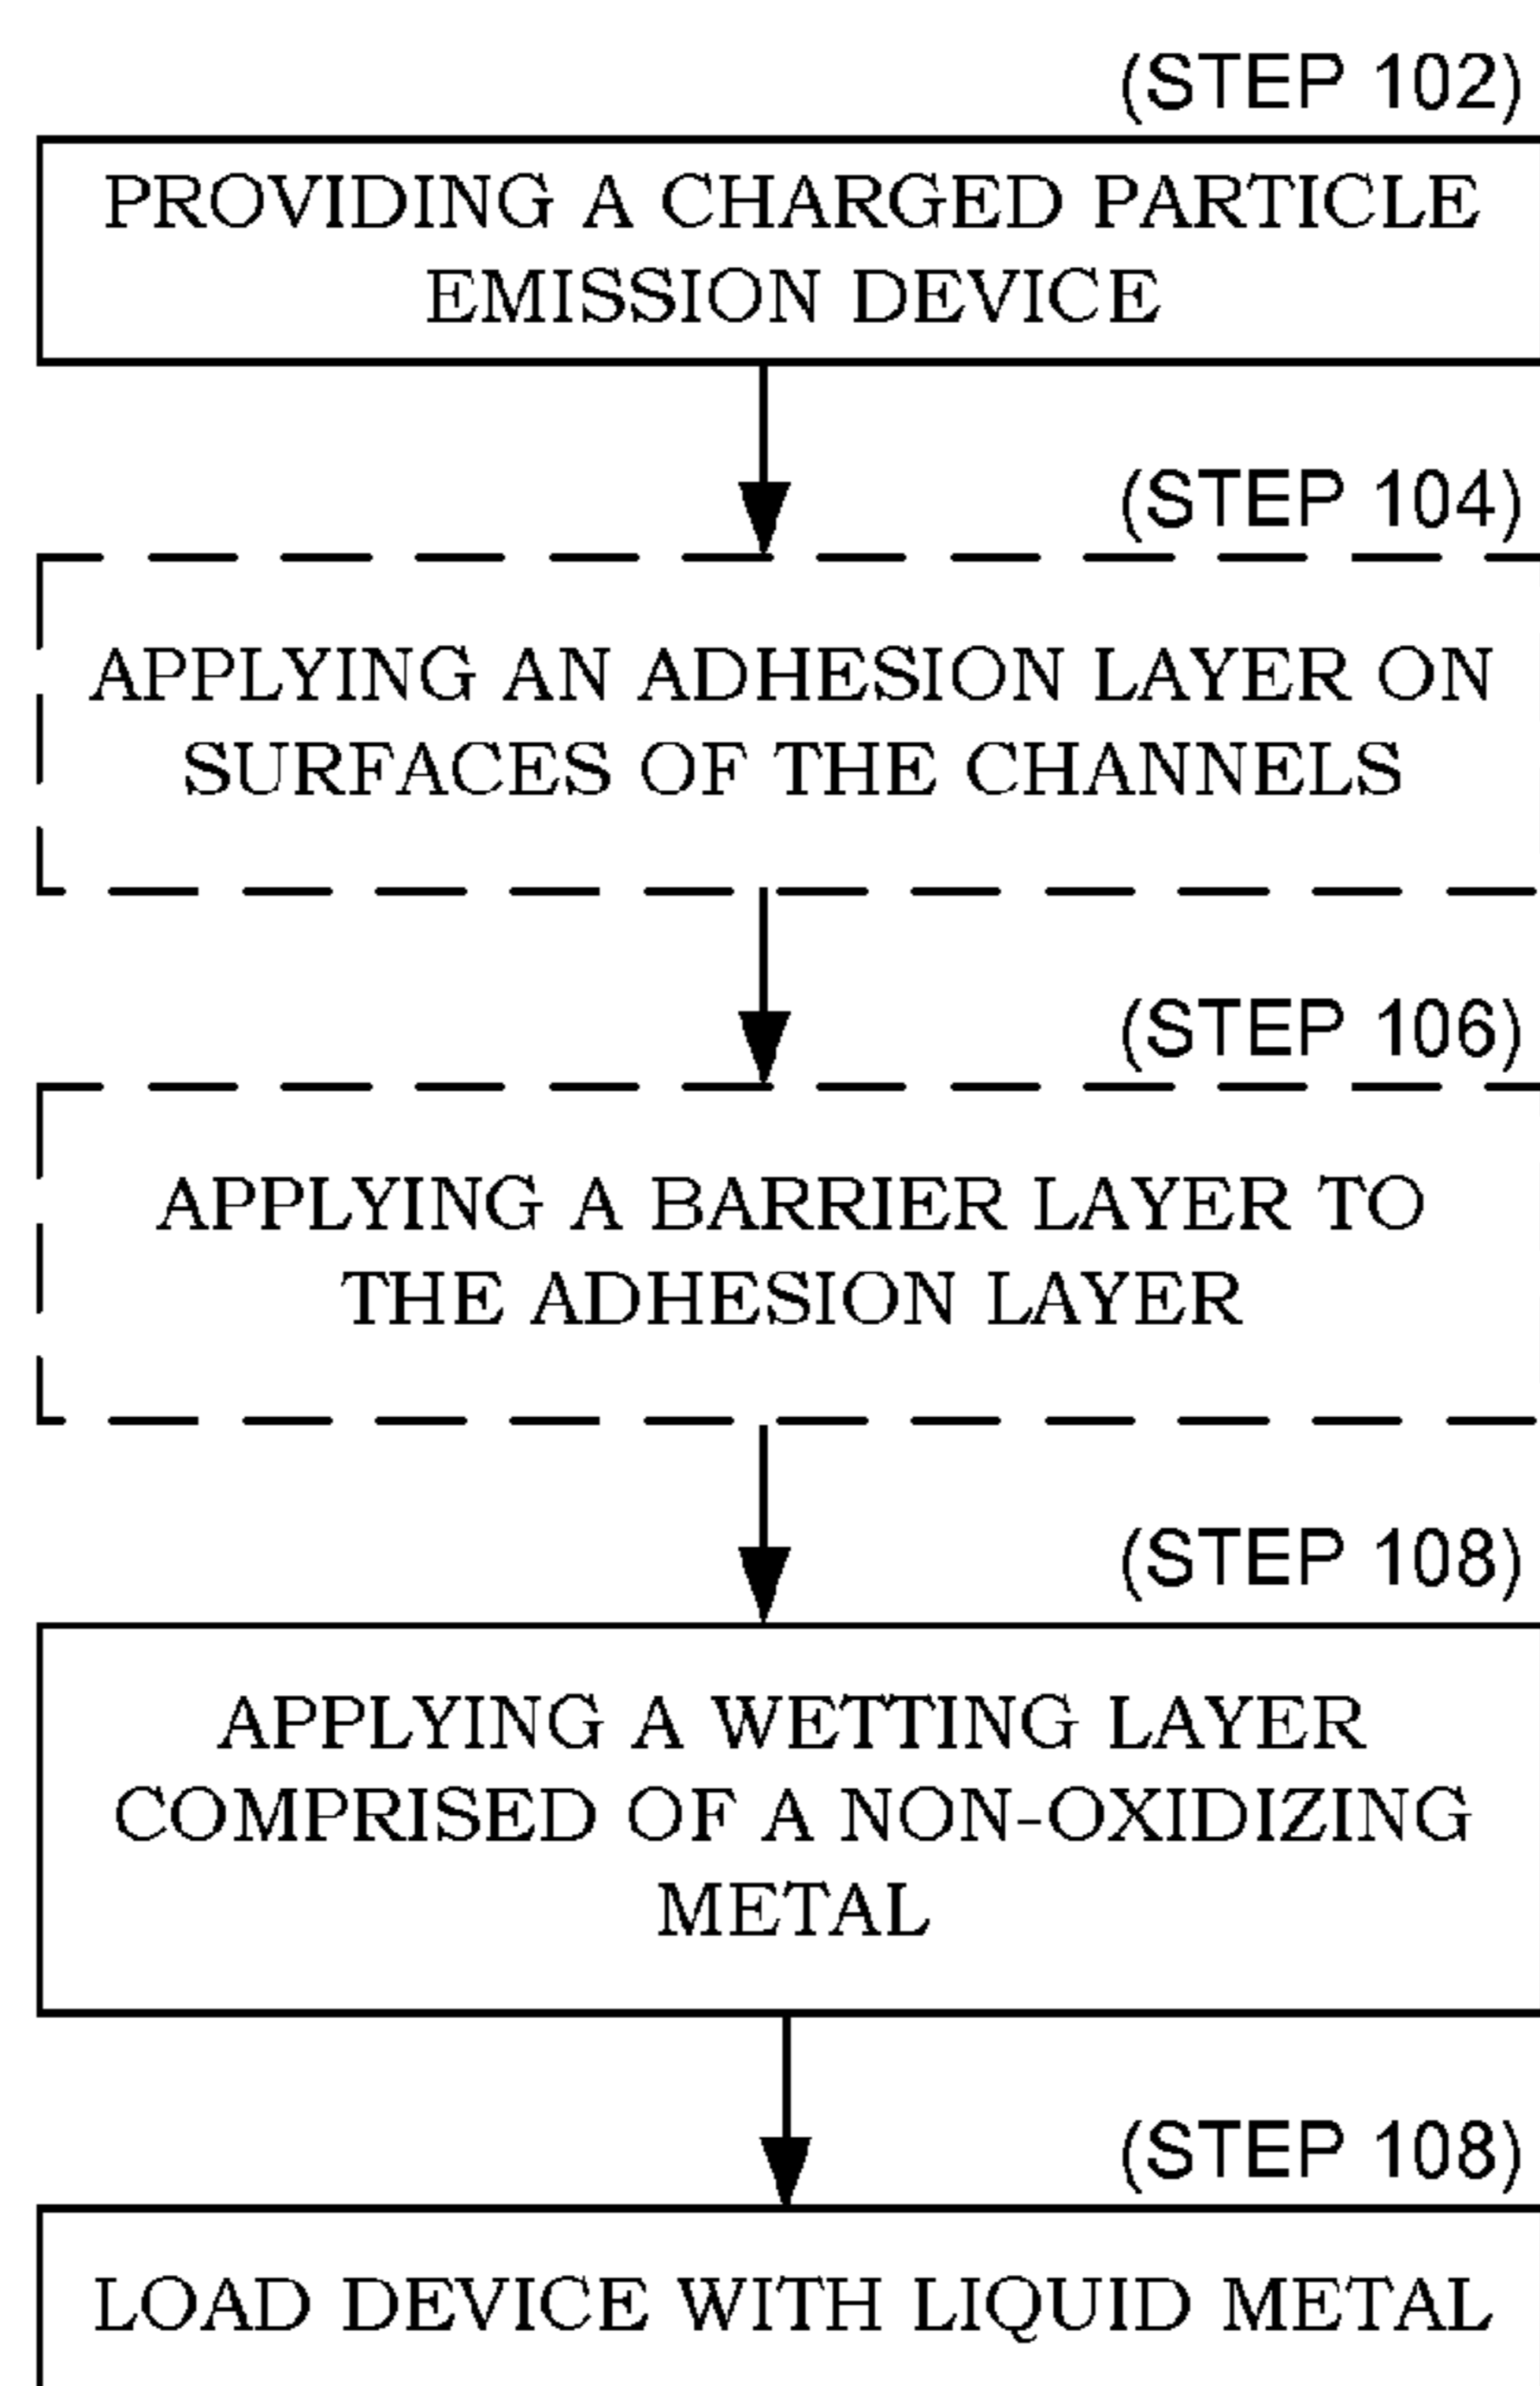 (STEP 102)
PROVIDING A CHARGED PARTICLE
EMISSION DEVICE
(STEP 104)
APPLYING AN ADHESION LAYER ON
SURFACES OF THE CHANNELS
(STEP 106)
APPLYING A BARRIER LAYER TO
THE ADHESION LAYER
(STEP 108)
APPLYING A WETTING LAYER
COMPRISED OF A NON-OXIDIZING
METAL
(STEP 108)
LOAD DEVICE WITH LIQUID METAL